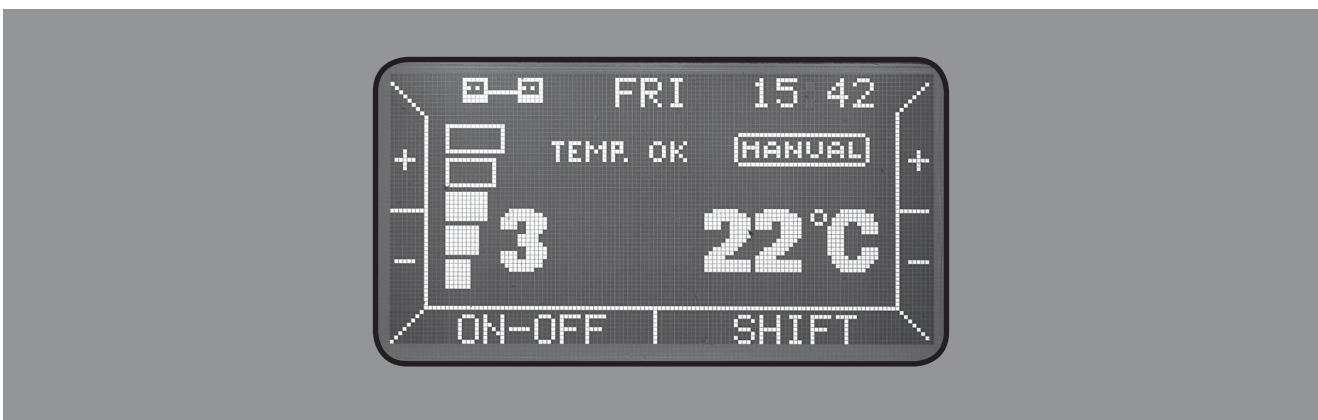 FRI 15 42
TEMP. OK MANUAL
+ +
3 22°C
- -
ON-OFF SHIFT